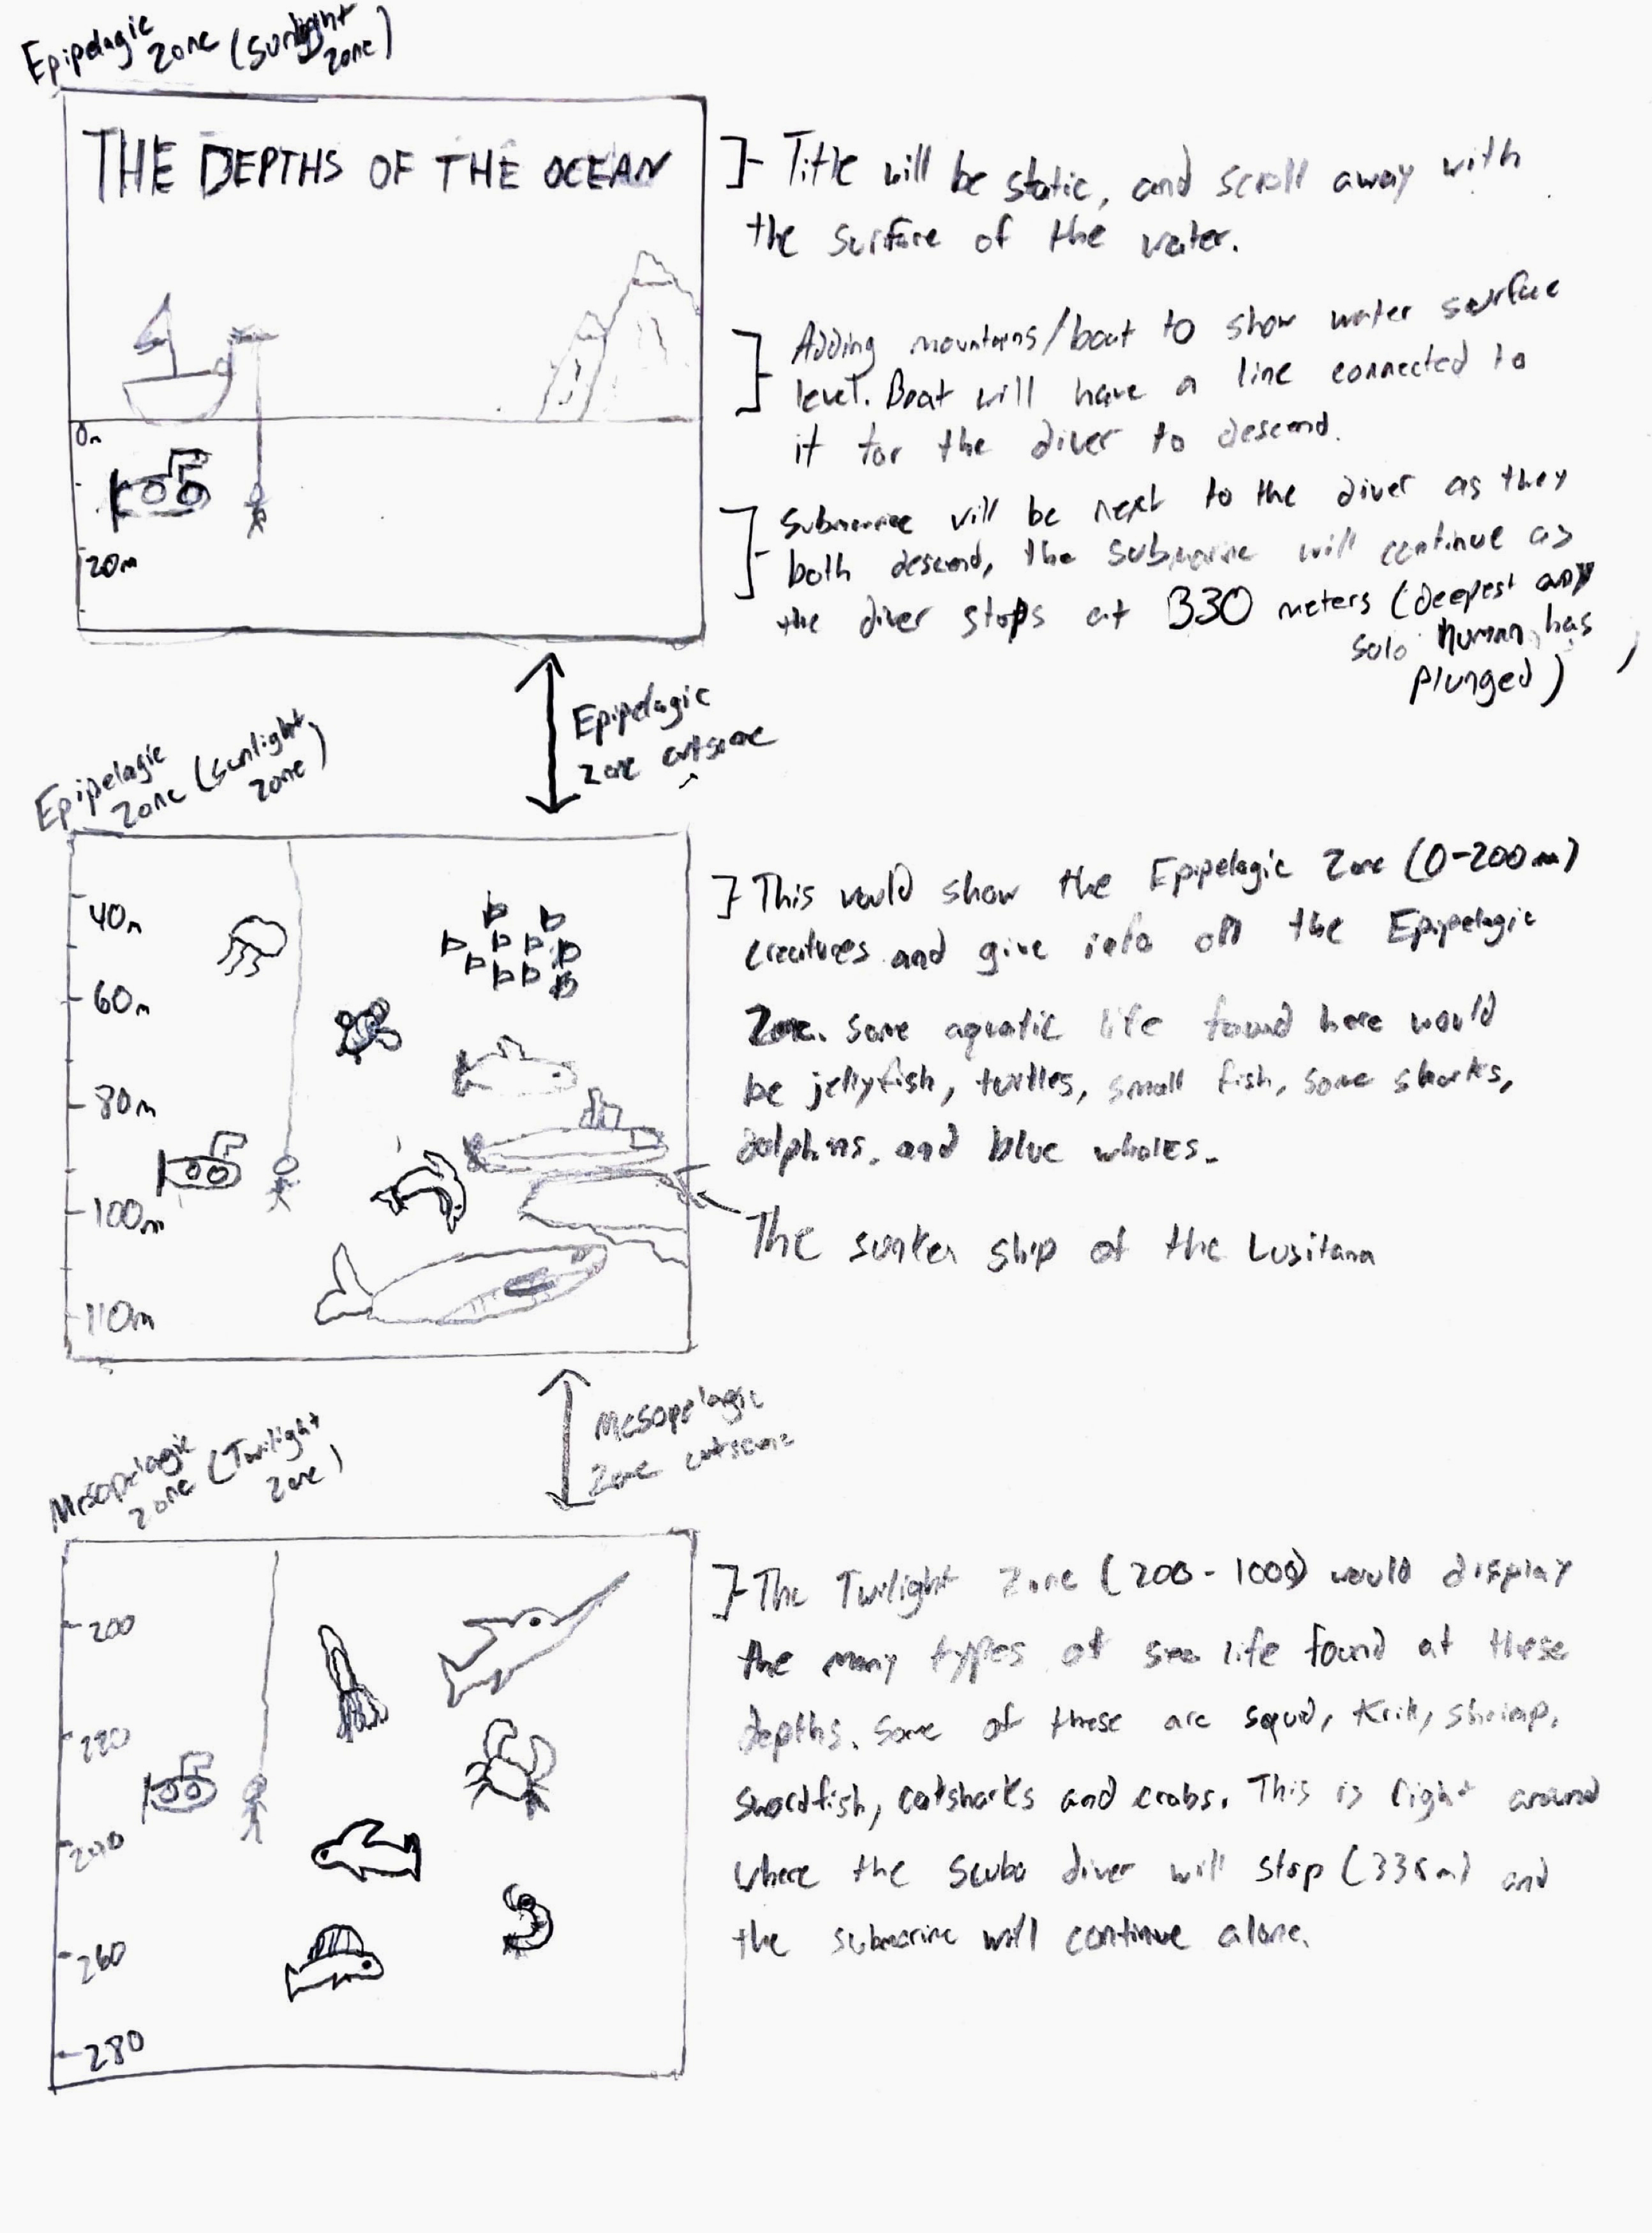 Epipelagic
Zone (Sunlight
Zone)
THE DEPTHS OF THE OCEAN
0m
20m
Title will be static, and scroll away with
the surface of the water.
Adding mountains/boat to show water surface
level. Boat will have a line connected to
it for the diver to descend.
Submarine will be next to the diver as they
both descend, the submarine will continue as
the diver stops at 330 meters (deepest any
solo human has
plunged)
Epipelagic
Zone cutscene
Epipelagic
Zone (sunlight
zone)
40m
60m
80m
100m
110m
This would show the Epipelagic Zone (0-200m)
creatures and give info on the Epipelagic
Zone. some aquatic life found here would
be jellyfish, turtles, small fish, some sharks,
dolphins, and blue whales.
The sunken ship of the Lusitana
Mesopelagic
Zone cutscene
Mesopelagic
Zone (Twilight
Zone)
200
220
240
260
280
The Twilight Zone (200-1000) would display
the many types of sea life found at these
depths. Some of these are squid, Krill, shrimp,
swordfish, catsharks and crabs. This is right around
where the scuba diver will stop (335m) and
the submarine will continue alone.